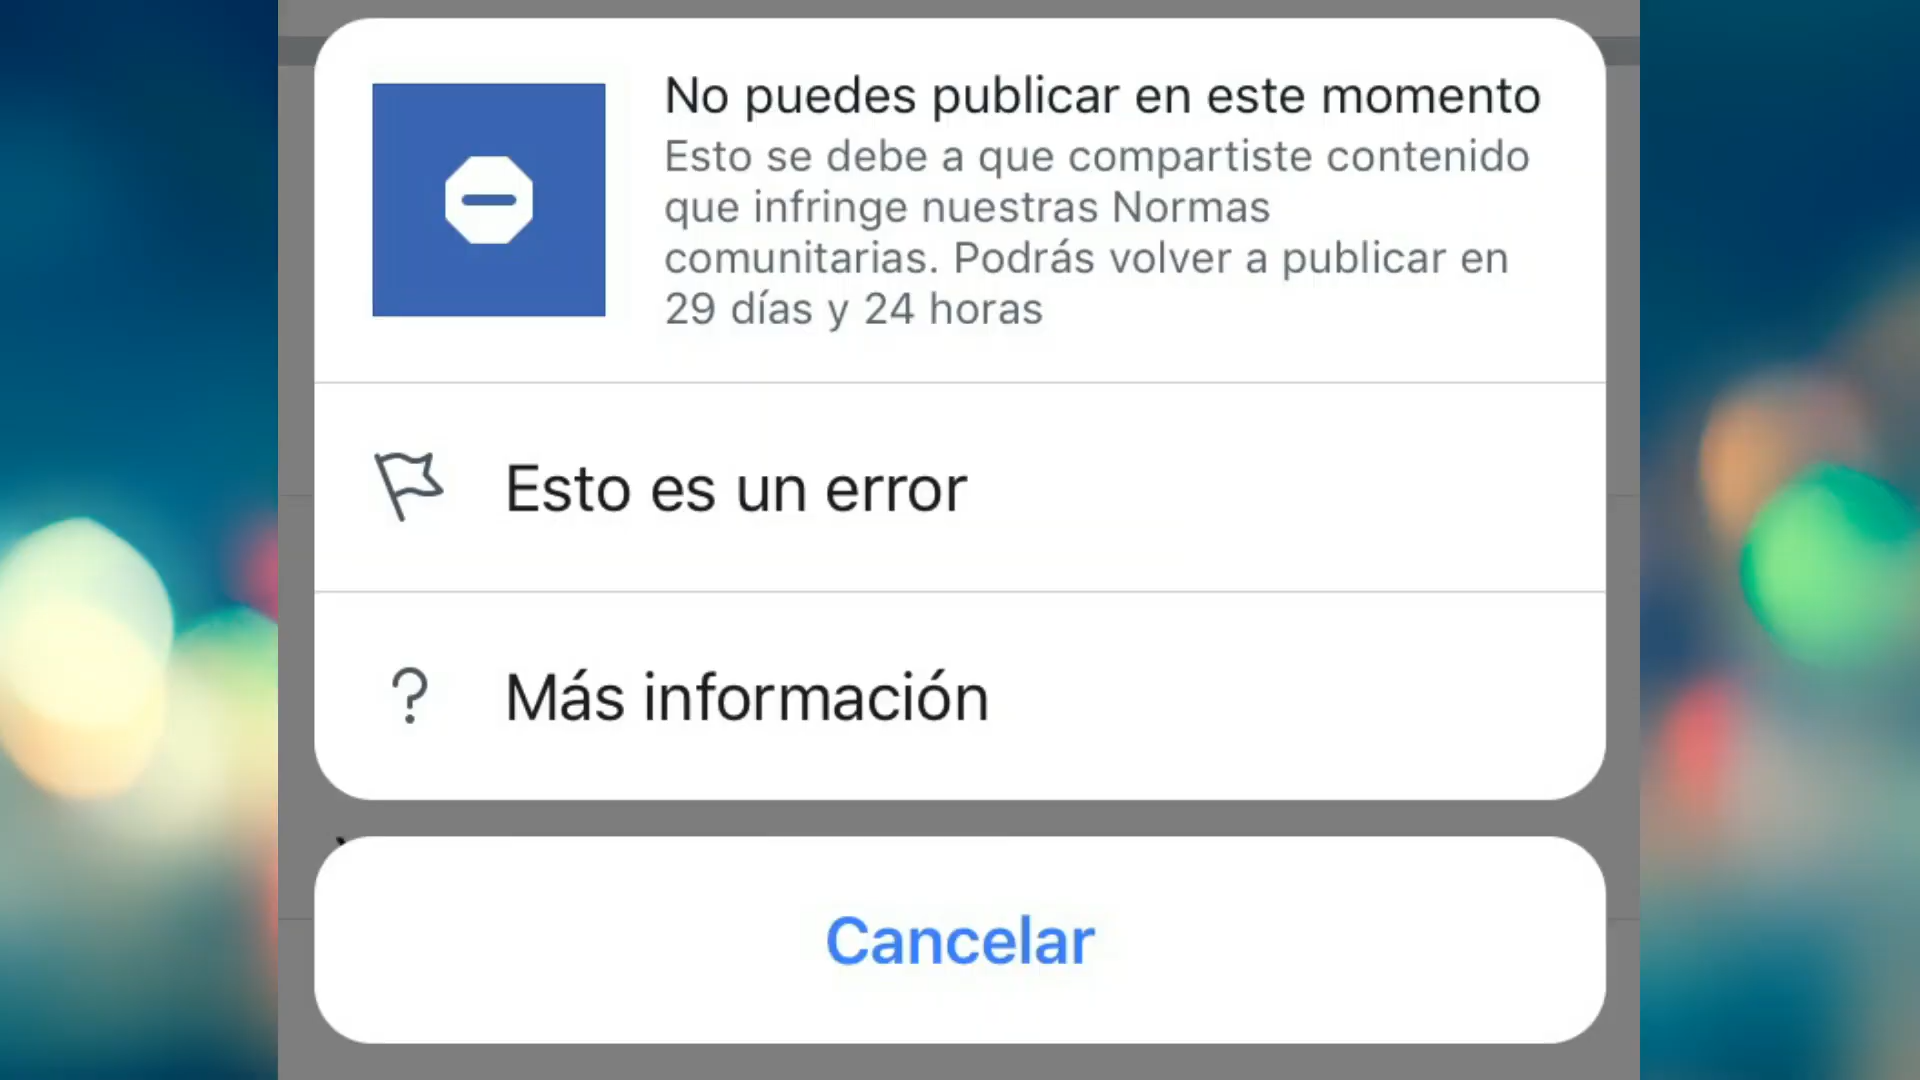 No puedes publicar en este momento
Esto se debe a que compartiste contenido
que infringe nuestras Normas
comunitarias. Podrás volver a publicar en
29 días y 24 horas
Esto es un error
Más información
Cancelar